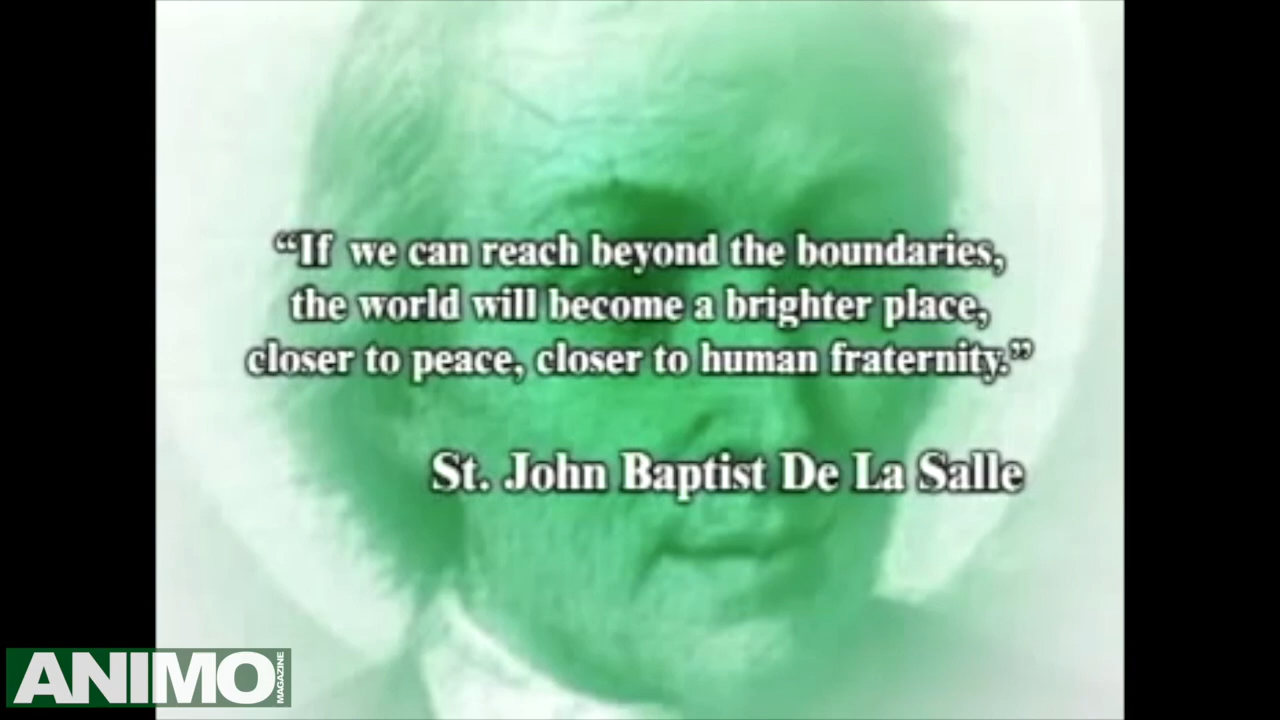 “If we can reach beyond the boundaries,
the world will become a brighter place,
closer to peace, closer to human fraternity.”
St. John Baptist De La Salle
ANIMO MAGAZINE